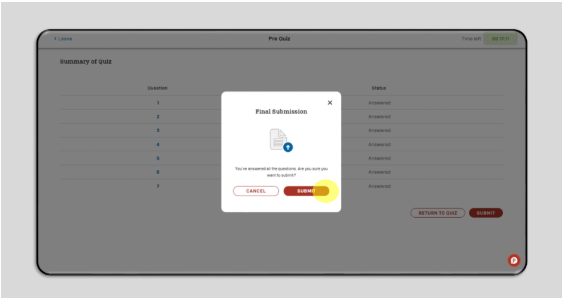 Leave
Pre Quiz
Time left
Summary of Quiz
Question
Status
1
Answered
2
Answered
3
Answered
4
Answered
5
Answered
6
Answered
7
Answered
Final Submission
You've answered all the questions. Are you sure you
want to submit?
CANCEL
SUBMIT
RETURN TO QUIZ
SUBMIT